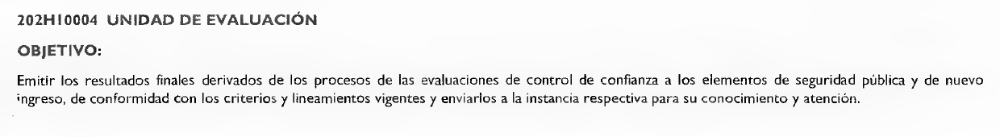 202H10004 UNIDAD DE EVALUACIÓN
OBJETIVO:
Emitir los resultados finales derivados de los procesos de las evaluaciones de control de confianza a los elementos de seguridad pública y de nuevo
ingreso, de conformidad con los criterios y lineamientos vigentes y enviarlos a la instancia respectiva para su conocimiento y atención.